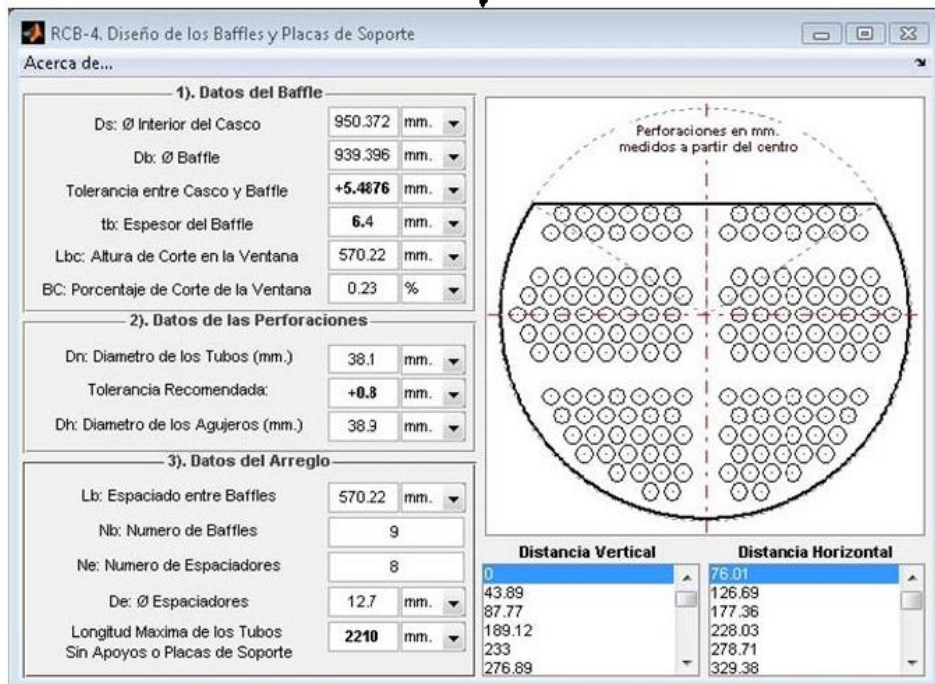 RCB-4. Diseño de los Baffles y Placas de Soporte
Acerca de...
1). Datos del Baffle
Ds: Ø Interior del Casco 950.372 mm.
Db: Ø Baffle 939.396 mm.
Tolerancia entre Casco y Baffle +5.4876 mm.
tb: Espesor del Baffle 6.4 mm.
Lbc: Altura de Corte en la Ventana 570.22 mm.
BC: Porcentaje de Corte de la Ventana 0.23 %
2). Datos de las Perforaciones
Dn: Diametro de los Tubos (mm.) 38.1 mm.
Tolerancia Recomendada: +0.8 mm.
Dh: Diametro de los Agujeros (mm.) 38.9 mm.
3). Datos del Arreglo
Lb: Espaciado entre Baffles 570.22 mm.
Nb: Numero de Baffles 9
Ne: Numero de Espaciadores 8
De: Ø Espaciadores 12.7 mm.
Longitud Maxima de los Tubos
Sin Apoyos o Placas de Soporte 2210 mm.
Perforaciones en mm.
medidos a partir del centro
Distancia Vertical
0
43.89
87.77
189.12
233
276.89
Distancia Horizontal
76.01
126.69
177.36
228.03
278.71
329.38